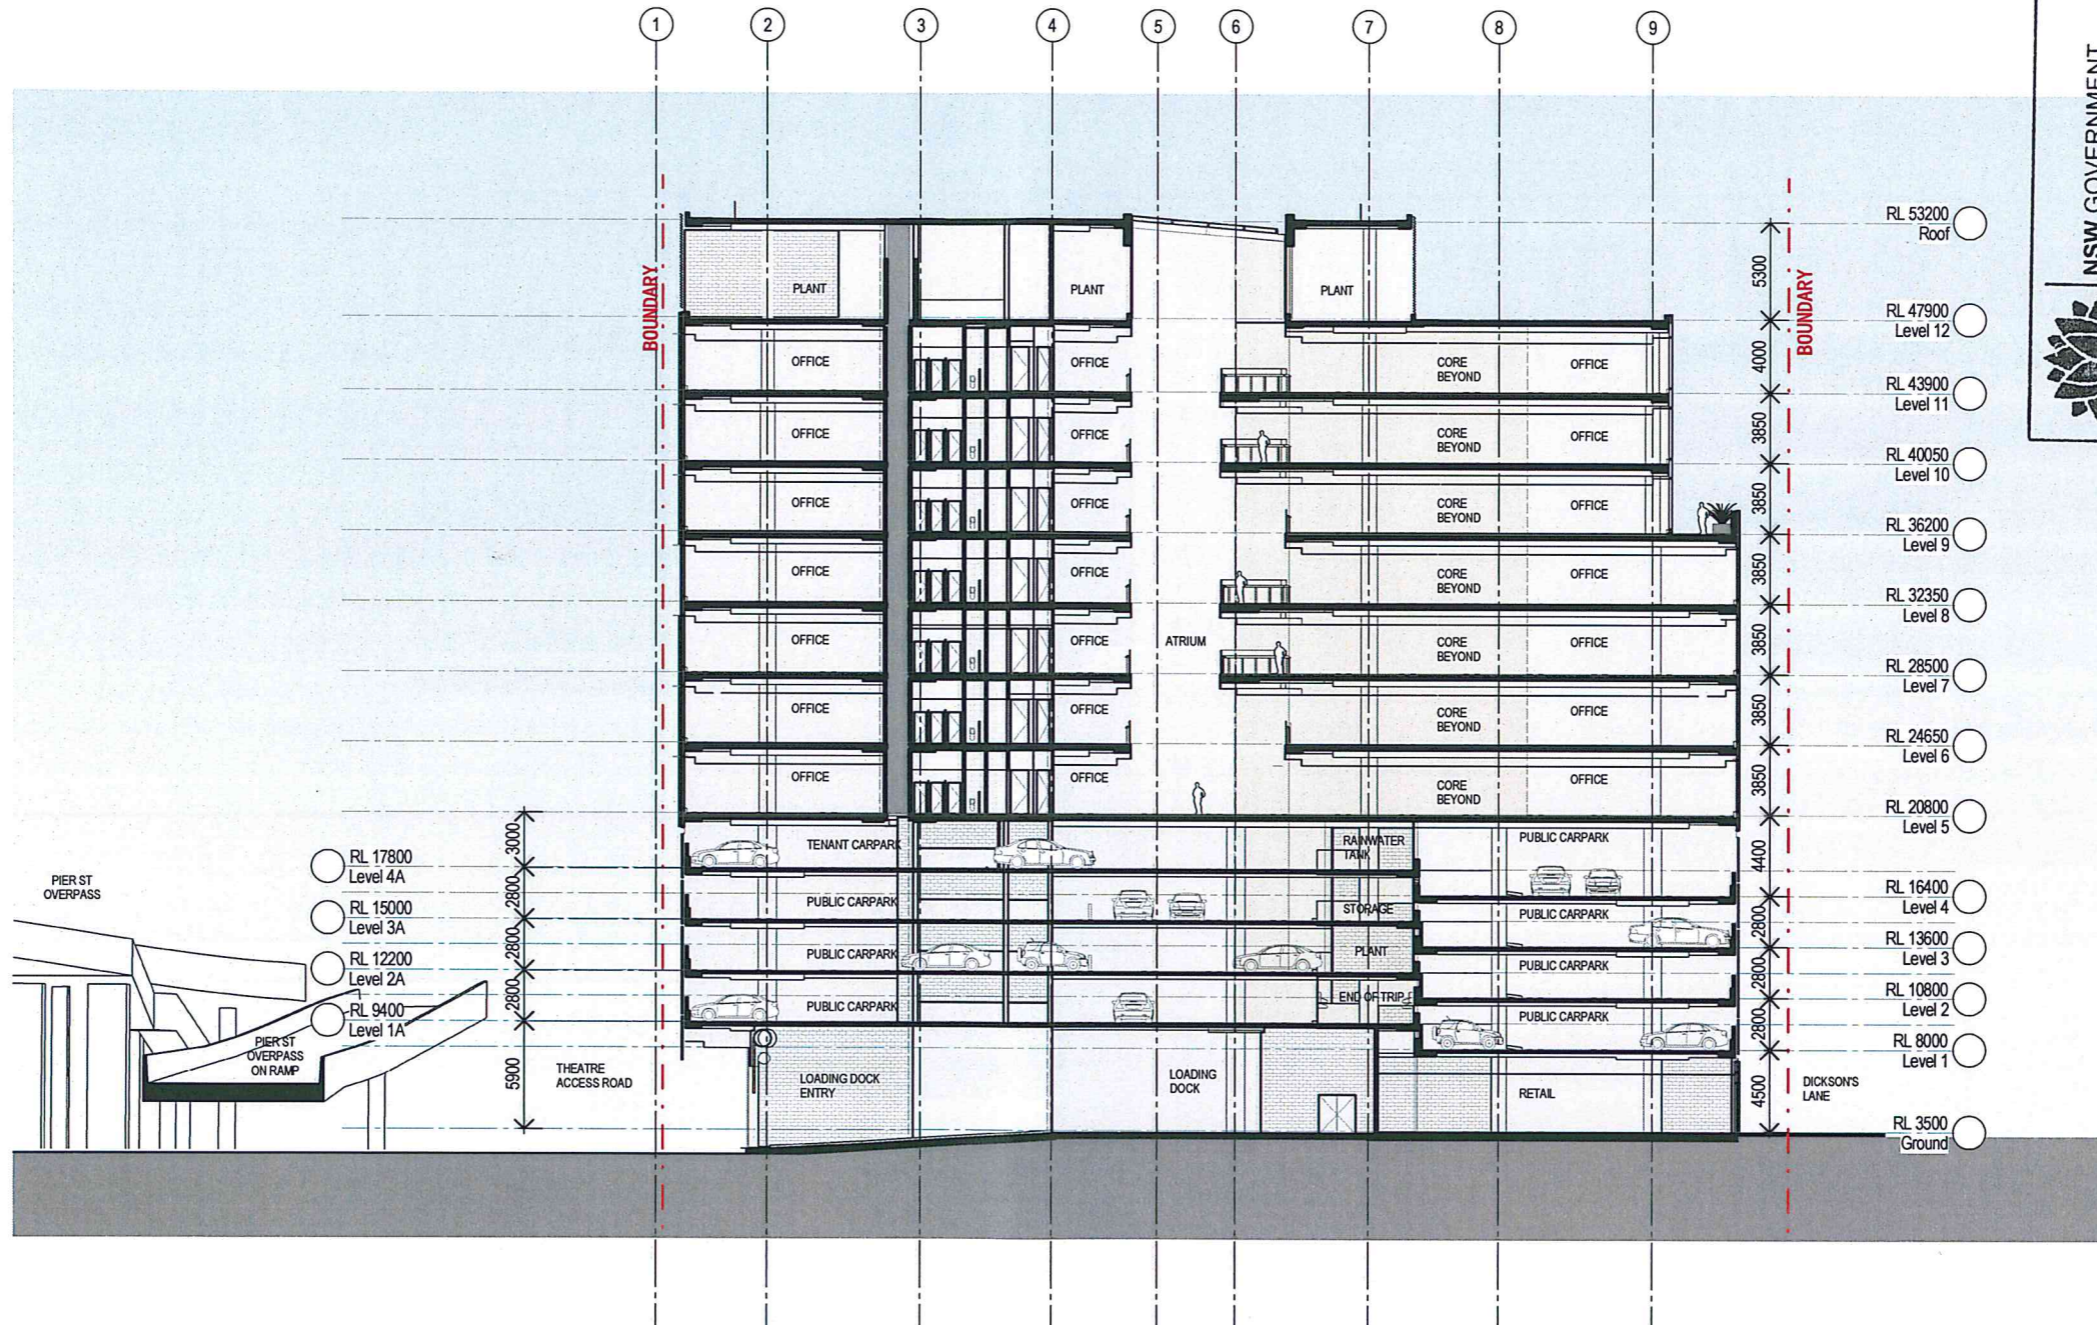 1 2 3 4 5 6 7 8 9
NSW GOVERNMENT
BOUNDARY
BOUNDARY
RL 53200
Roof
5300
PLANT PLANT PLANT
RL 47900
Level 12
4000
OFFICE OFFICE CORE BEYOND OFFICE
RL 43900
Level 11
3850
OFFICE OFFICE CORE BEYOND OFFICE
RL 40050
Level 10
3850
OFFICE OFFICE CORE BEYOND OFFICE
RL 36200
Level 9
3850
OFFICE OFFICE CORE BEYOND OFFICE
RL 32350
Level 8
3850
OFFICE OFFICE ATRIUM CORE BEYOND OFFICE
RL 28500
Level 7
3850
OFFICE OFFICE CORE BEYOND OFFICE
RL 24650
Level 6
3850
OFFICE OFFICE CORE BEYOND OFFICE
RL 20800
Level 5
3000
TENANT CARPARK
RAINWATER
TANK
PUBLIC CARPARK
4400
RL 17800
Level 4A
2800
PUBLIC CARPARK
STORAGE
RL 16400
Level 4
PUBLIC CARPARK
2800
RL 15000
Level 3A
2800
PUBLIC CARPARK
PLANT
RL 13600
Level 3
PUBLIC CARPARK
2800
RL 12200
Level 2A
2800
PUBLIC CARPARK
END OF TRIP
RL 10800
Level 2
PUBLIC CARPARK
2800
RL 9400
Level 1A
RL 8000
Level 1
5900
4500
PIER ST
OVERPASS
PIER ST
OVERPASS
ON RAMP
THEATRE
ACCESS ROAD
LOADING DOCK
ENTRY
LOADING
DOCK
RETAIL
DICKSON'S
LANE
RL 3500
Ground